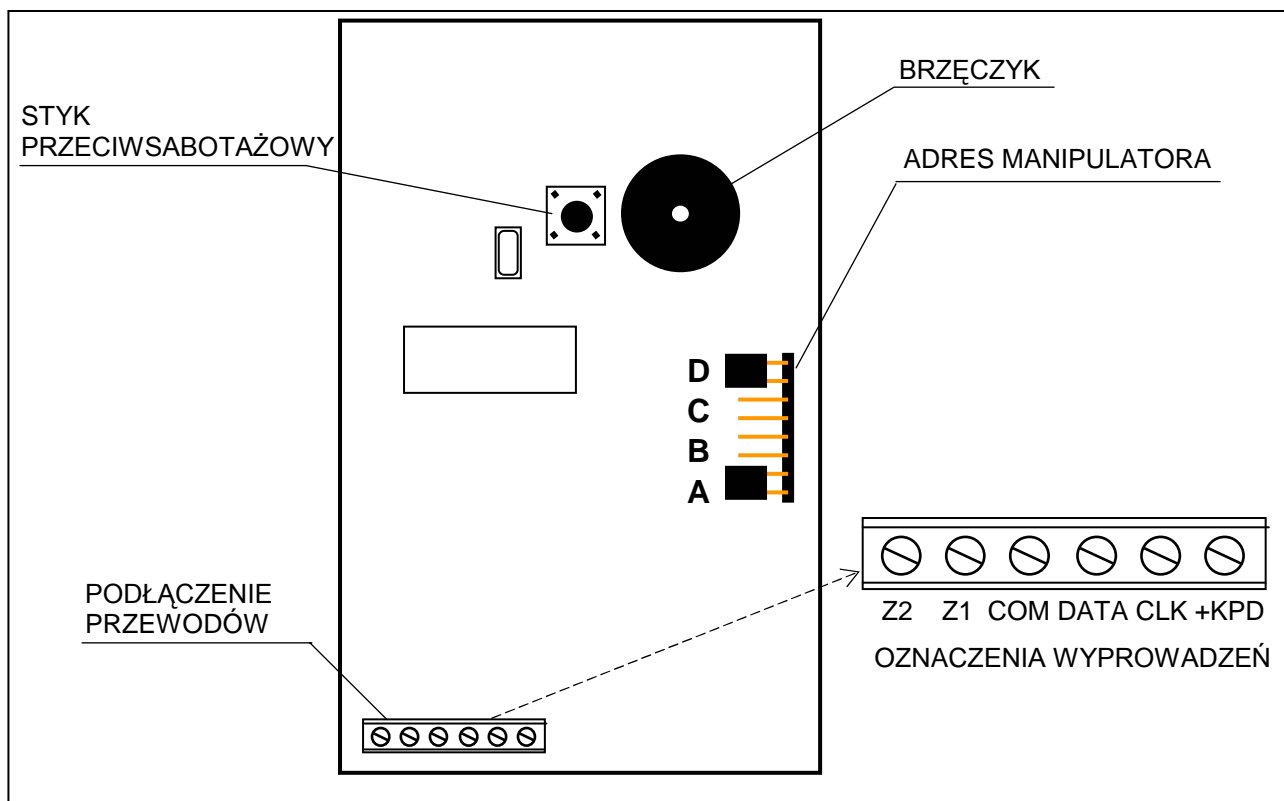 BRZĘCZYK
STYK
PRZECIWSABOTAŻOWY
ADRES MANIPULATORA
D
C
B
A
PODŁĄCZENIE
PRZEWODÓW
Z2 Z1 COM DATA CLK +KPD
OZNACZENIA WYPROWADZEŃ